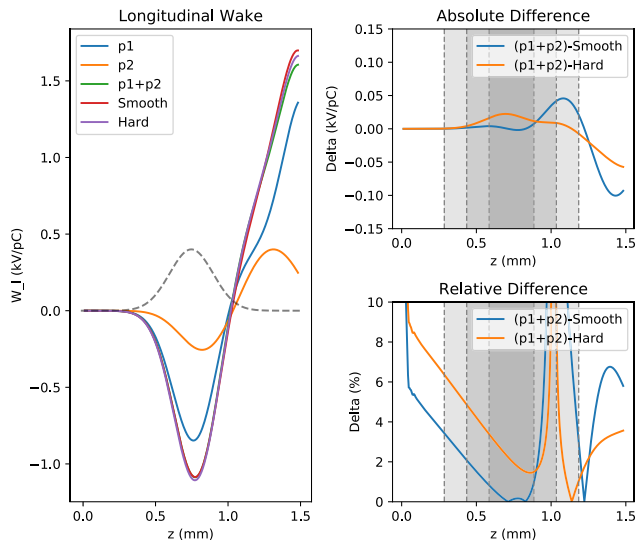 Longitudinal Wake
p1
p2
p1+p2
Smooth
Hard
1.5
1.0
0.5
0.0
−0.5
−1.0
W_l (kV/pC)
0.0 0.5 1.0 1.5
z (mm)
Absolute Difference
(p1+p2)-Smooth
(p1+p2)-Hard
0.15
0.10
0.05
0.00
−0.05
−0.10
−0.15
Delta (kV/pC)
0.0 0.5 1.0 1.5
z (mm)
Relative Difference
(p1+p2)-Smooth
(p1+p2)-Hard
10
8
6
4
2
0
Delta (%)
0.0 0.5 1.0 1.5
z (mm)